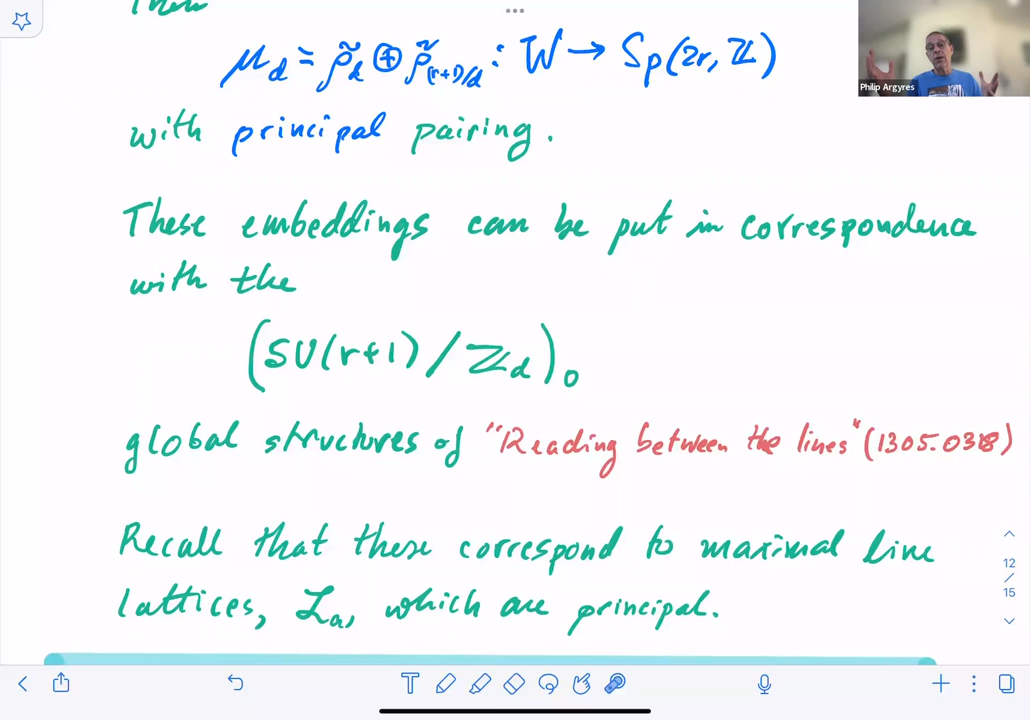 Then
μ_d = ρ̃_d ⊕ ρ̃_{(r+1)/d} : W → Sp(2r, ℤ)
Philip Argyres
with principal pairing.
These embeddings can be put in correspondence
with the
(SU(r+1)/ℤ_d)_0
global structures of "Reading between the lines" (1305.0318)
Recall that these correspond to maximal line
lattices, ℒ_a, which are principal.
12
/
15
T